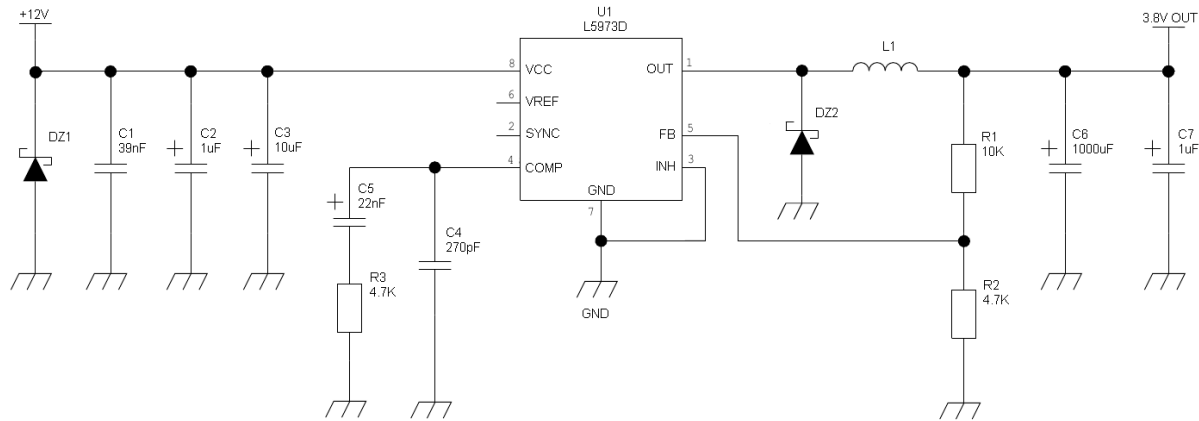 +12V
U1
L5973D
3.8V OUT
L1
8
VCC
OUT
1
6
VREF
2
SYNC
FB
5
4
COMP
INH
3
GND
7
GND
DZ1
C1
39nF
+
C2
1uF
+
C3
10uF
+
C5
22nF
C4
270pF
R3
4.7K
DZ2
R1
10K
R2
4.7K
+
C6
1000uF
+
C7
1uF